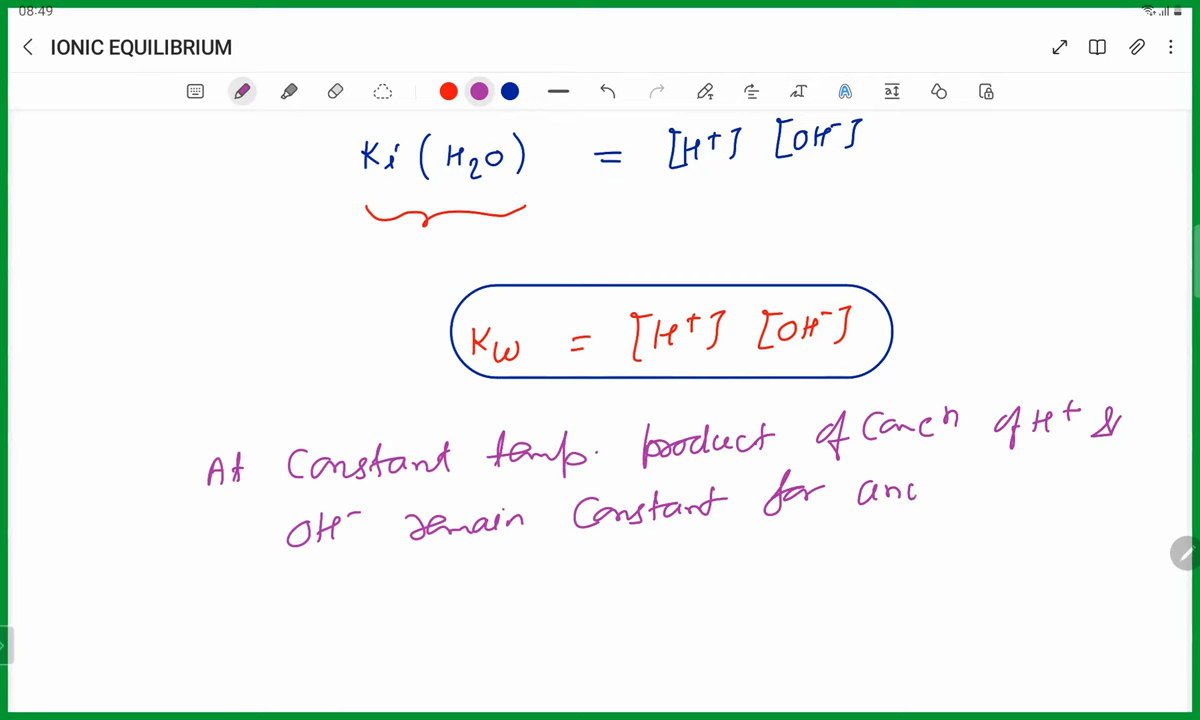 08:49
IONIC EQUILIBRIUM
Ki (H2O) = [H+] [OH-]
Kw = [H+] [OH-]
At Constant temp. product of Concn of H+ &
OH- remain Constant for anc